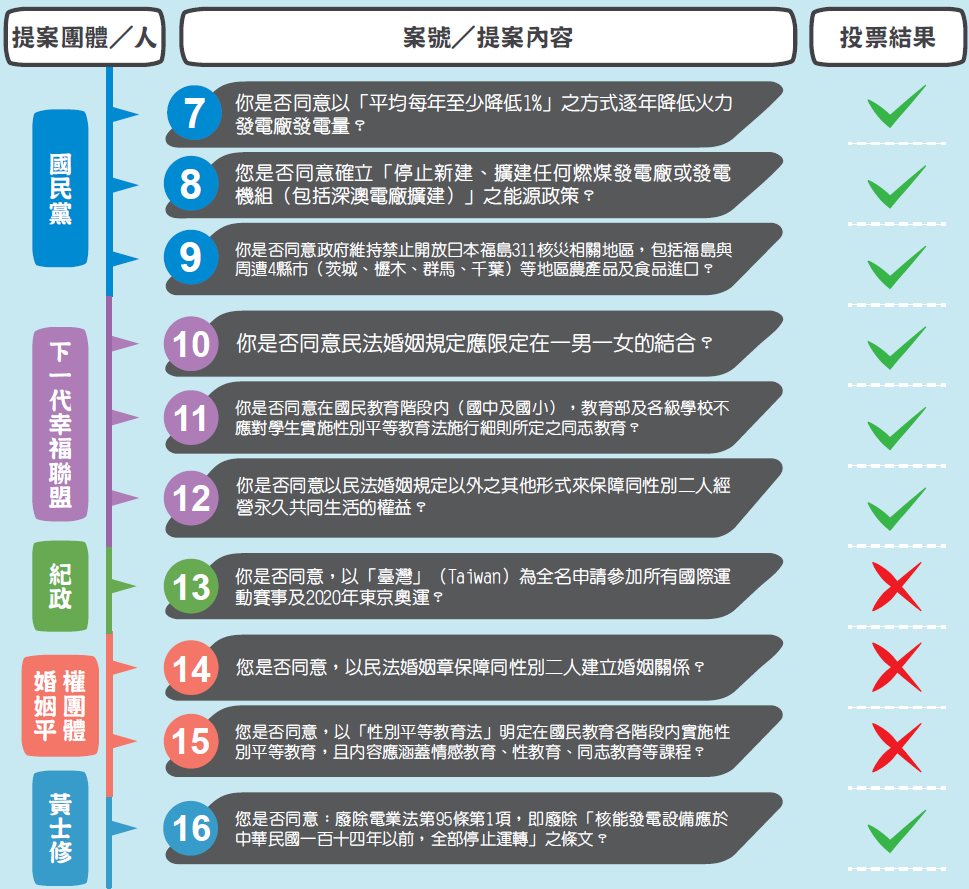 提案團體／人
案號／提案內容
投票結果
國民黨
7
你是否同意以「平均每年至少降低1%」之方式逐年降低火力
發電廠發電量？
8
您是否同意確立「停止新建、擴建任何燃煤發電廠或發電
機組（包括深澳電廠擴建）」之能源政策？
9
你是否同意政府維持禁止開放日本福島311核災相關地區，包括福島與
周遭4縣市（茨城、櫪木、群馬、千葉）等地區農產品及食品進口？
下一代幸福聯盟
10
你是否同意民法婚姻規定應限定在一男一女的結合？
11
你是否同意在國民教育階段内（國中及國小），教育部及各級學校不
應對學生實施性別平等教育法施行細則所定之同志教育？
12
你是否同意以民法婚姻規定以外之其他形式來保障同性別二人經
營永久共同生活的權益？
紀政
13
你是否同意，以「臺灣」（Taiwan）為全名申請參加所有國際運
動賽事及2020年東京奧運？
婚姻平
權團體
14
您是否同意，以民法婚姻章保障同性別二人建立婚姻關係？
15
您是否同意，以「性別平等教育法」明定在國民教育各階段内實施性
別平等教育，且内容應涵蓋情感教育、性教育、同志教育等課程？
黃士修
16
您是否同意：廢除電業法第95條第1項，即廢除「核能發電設備應於
中華民國一百十四年以前，全部停止運轉」之條文？